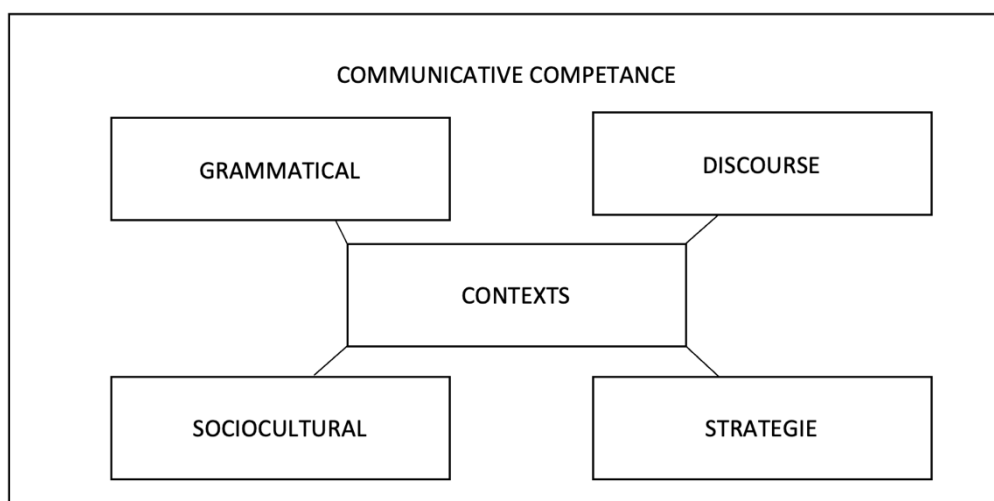 COMMUNICATIVE COMPETANCE
GRAMMATICAL
DISCOURSE
CONTEXTS
SOCIOCULTURAL
STRATEGIE